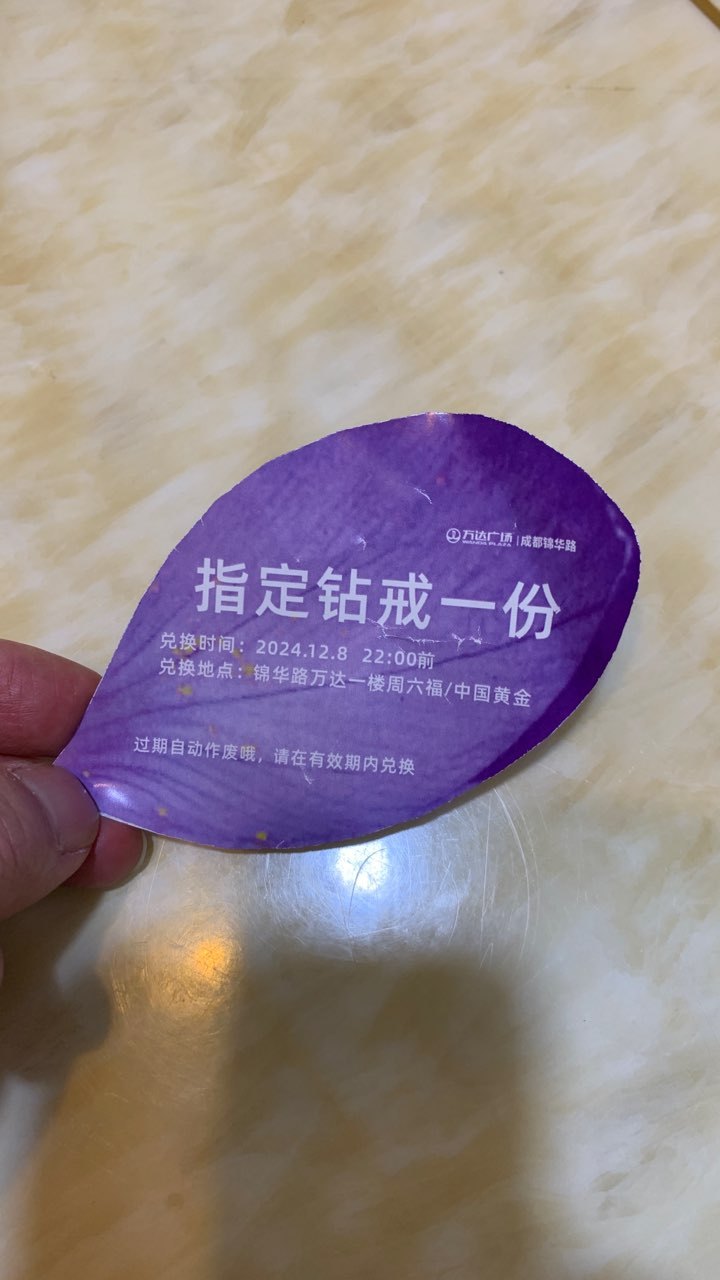 万达广场 | 成都锦华路
WANDA PLAZA
指定钻戒一份
兑换时间：2024.12.8 22:00前
兑换地点：锦华路万达一楼周六福/中国黄金
过期自动作废哦，请在有效期内兑换